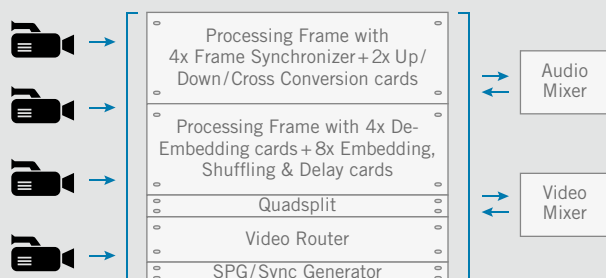 Processing Frame with
4x Frame Synchronizer+2x Up/
Down/Cross Conversion cards
Processing Frame with 4x De-
Embedding cards+8x Embedding,
Shuffling & Delay cards
Quadsplit
Video Router
SPG/Sync Generator
Audio
Mixer
Video
Mixer